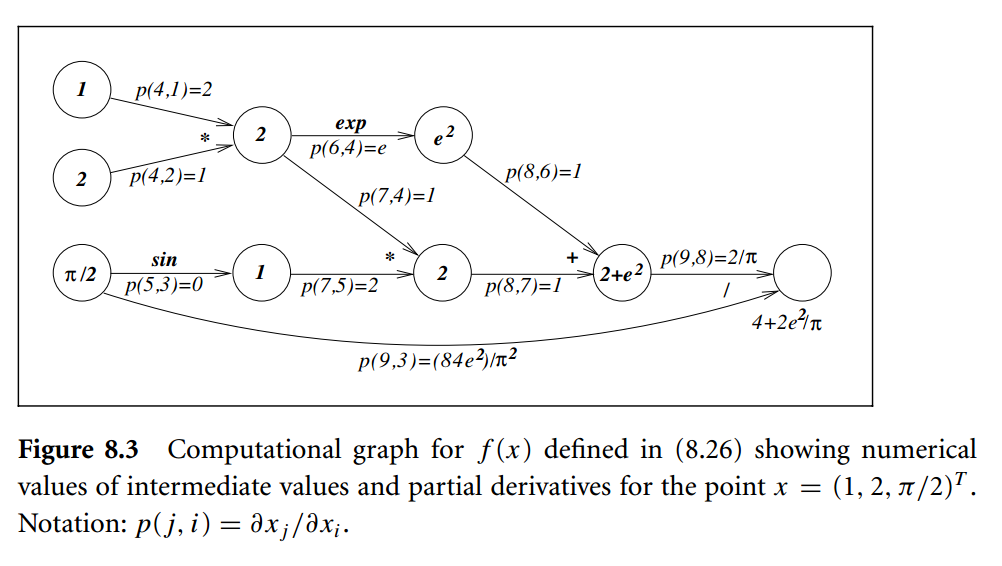 1
p(4,1)=2
*
2
exp
p(6,4)=e
e²
2
p(4,2)=1
p(8,6)=1
p(7,4)=1
π/2
sin
p(5,3)=0
1
p(7,5)=2
*
2
p(8,7)=1
+
2+e²
p(9,8)=2/π
/
4+2e²/π
p(9,3)=(84e²)/π²
Figure 8.3 Computational graph for f(x) defined in (8.26) showing numerical
values of intermediate values and partial derivatives for the point x = (1, 2, π/2)ᵀ.
Notation: p(j, i) = ∂xⱼ/∂xᵢ.